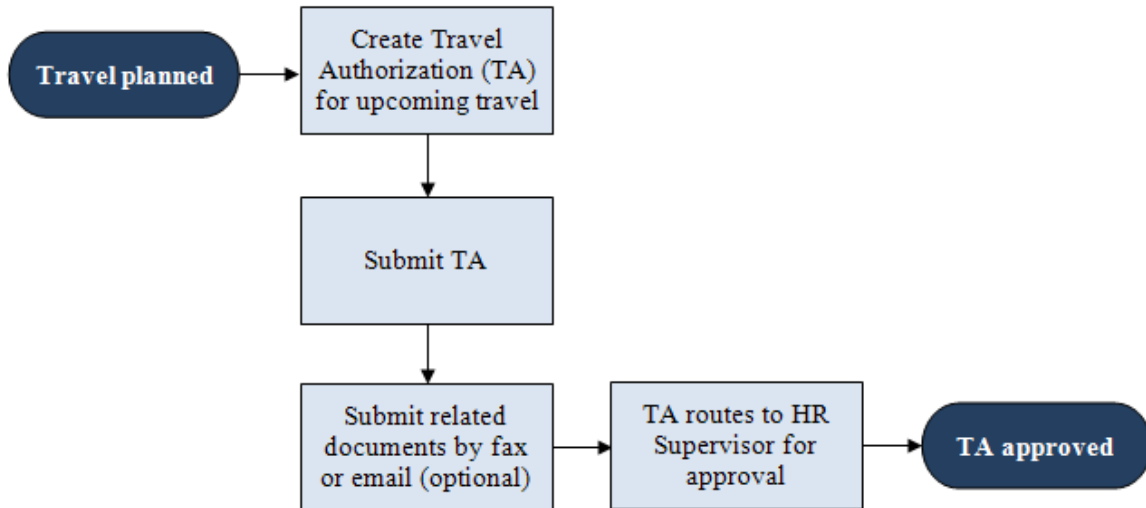 Travel planned
Create Travel
Authorization (TA)
for upcoming travel
Submit TA
Submit related
documents by fax
or email (optional)
TA routes to HR
Supervisor for
approval
TA approved